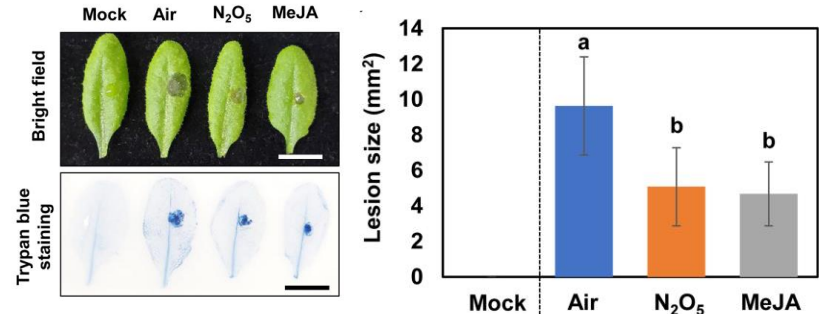 Mock Air N₂O₅ MeJA
Bright field
Trypan blue
staining
Lesion size (mm²)
14
12
10
8
6
4
2
0
a
b
b
Mock Air N₂O₅ MeJA